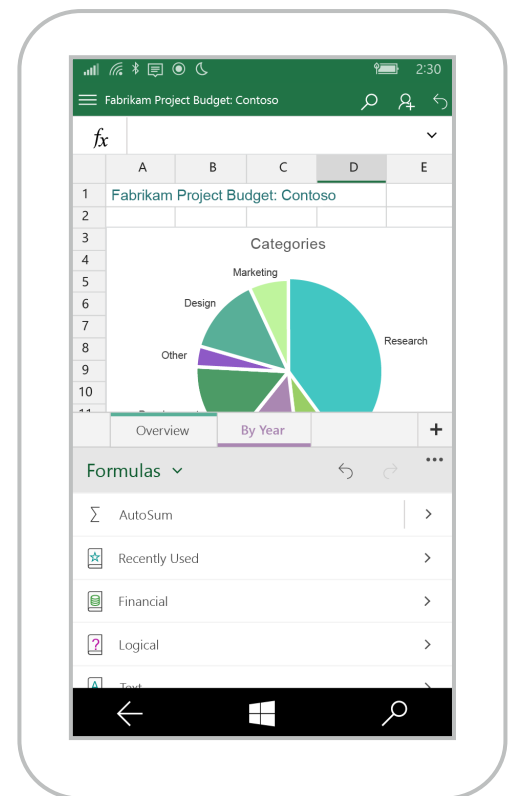 2:30
Fabrikam Project Budget: Contoso
fx
A B C D E
1 Fabrikam Project Budget: Contoso
2
3
Categories
4
Marketing
5
Design
6
7
Research
8
Other
9
10
Overview By Year +
Formulas
∑ AutoSum
Recently Used
Financial
? Logical
A Text